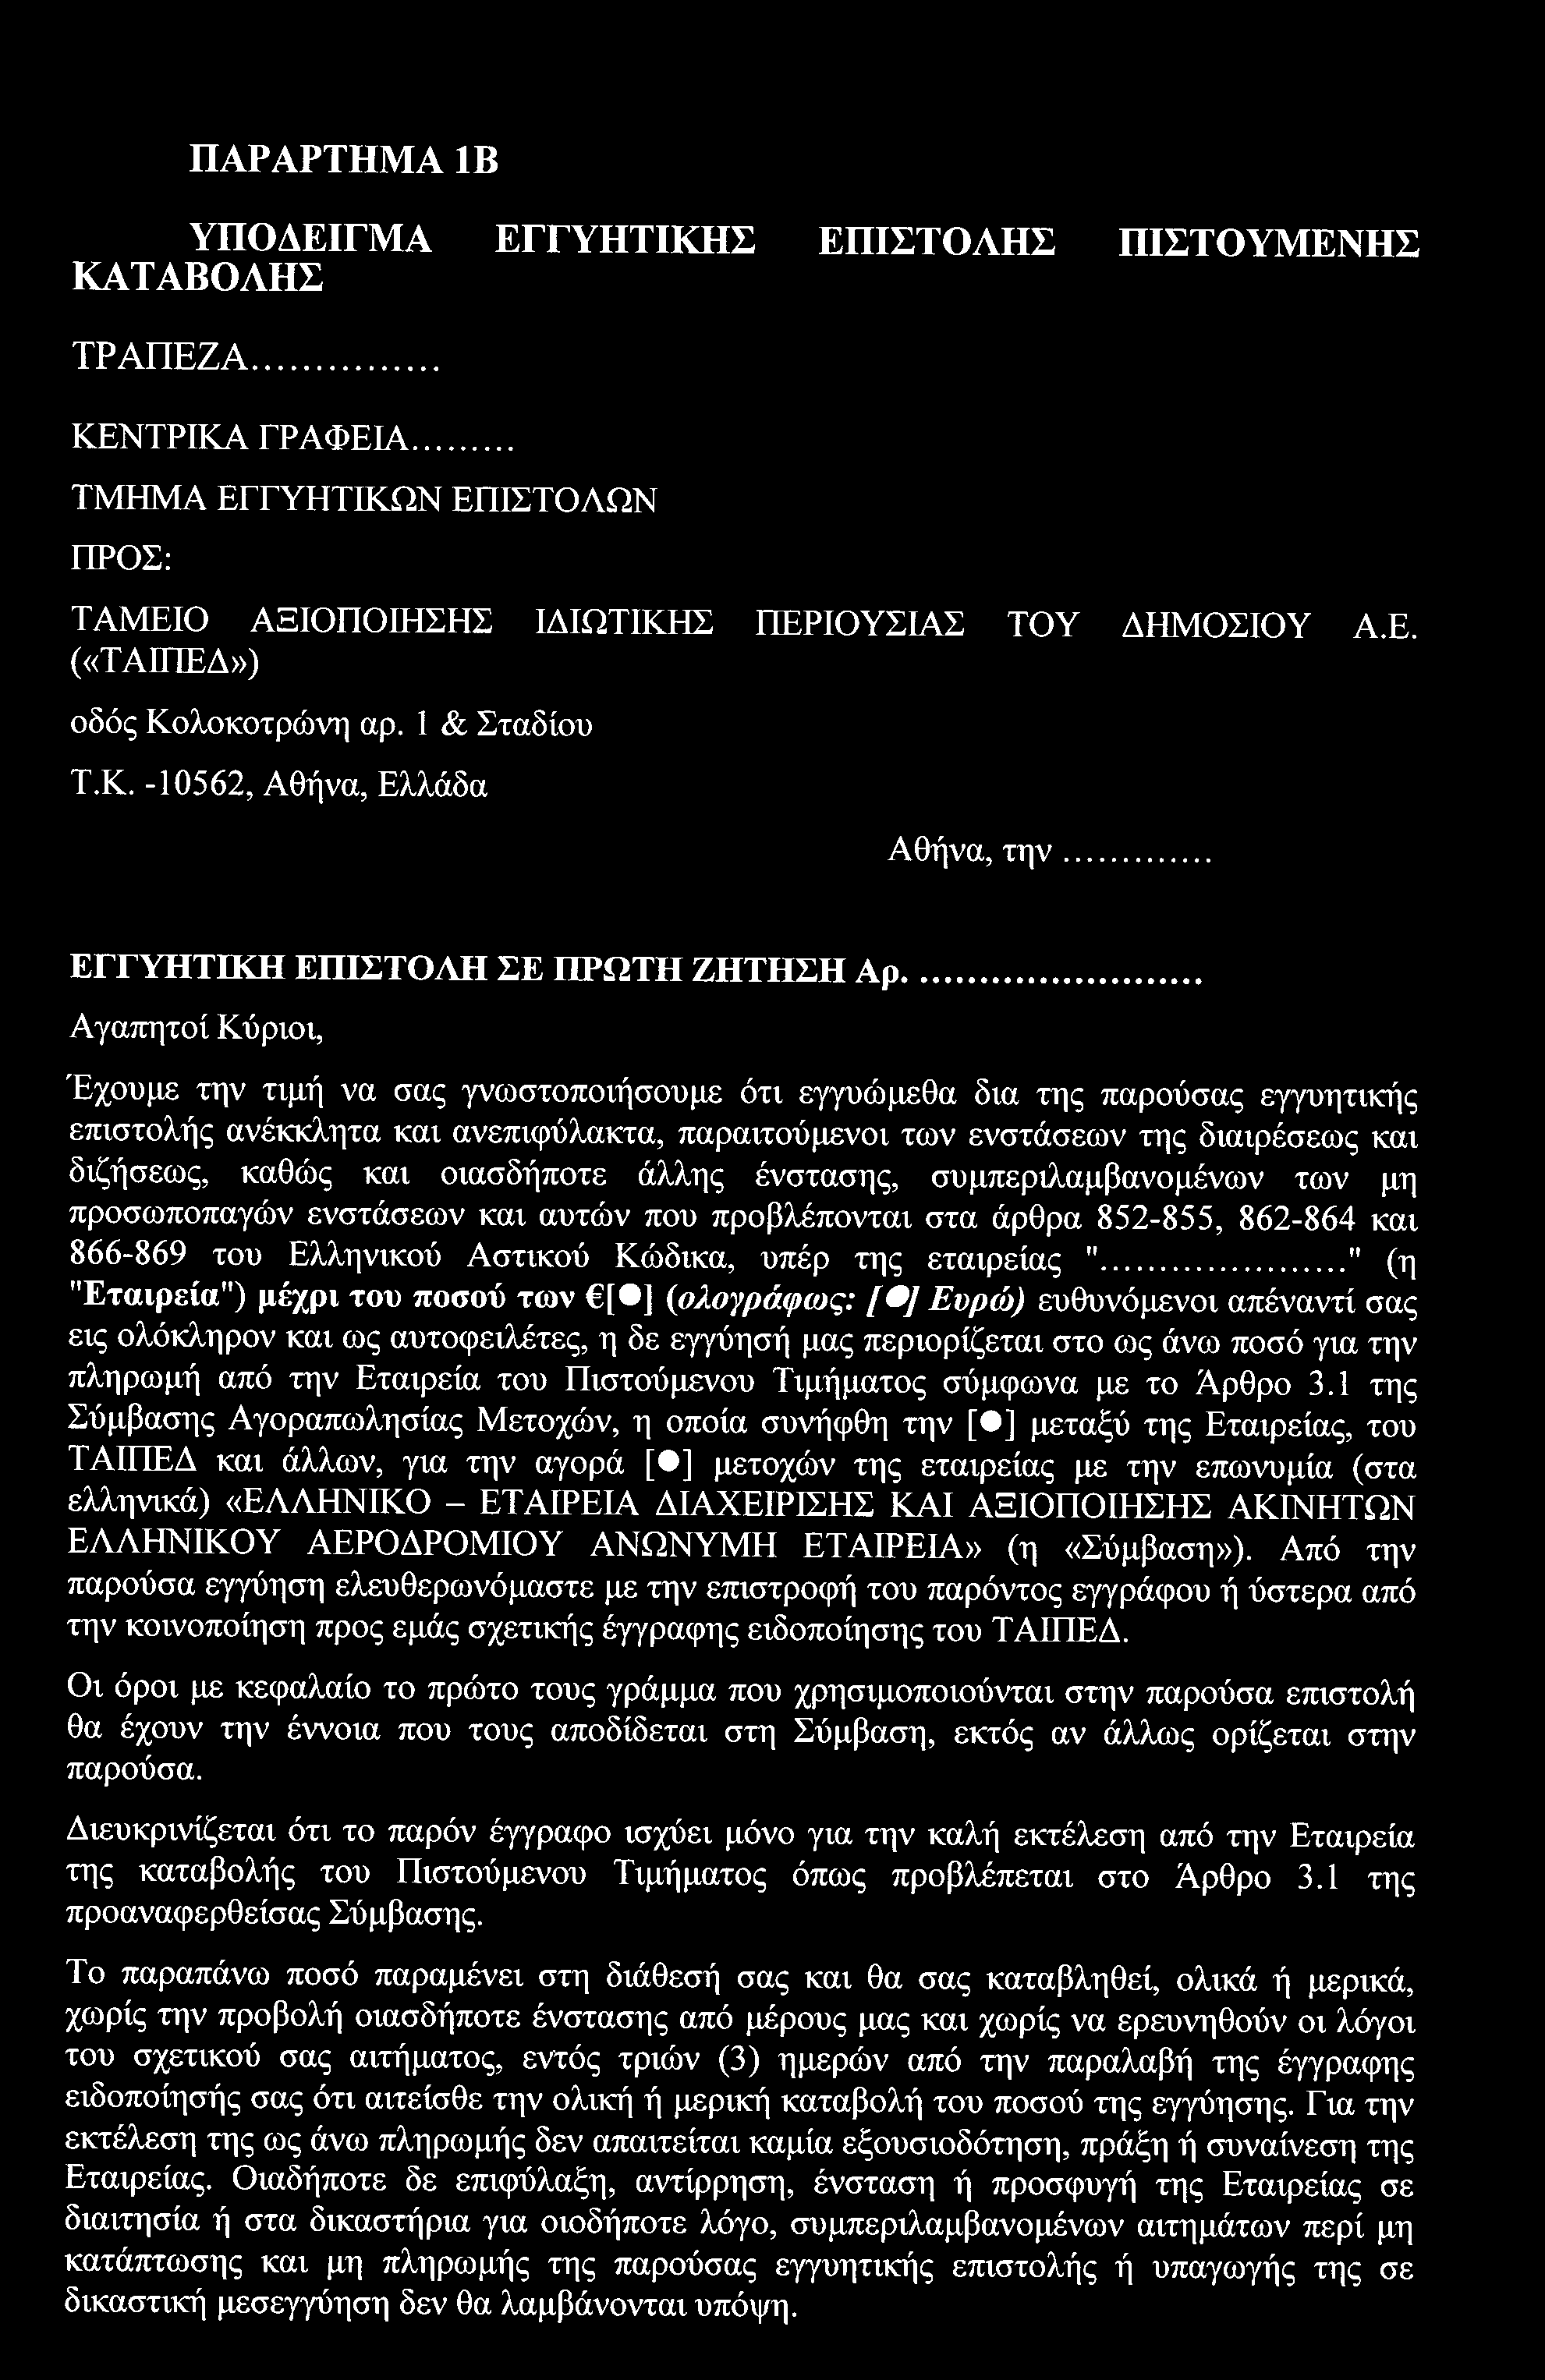 ΠΑΡΑΡΤΗΜΑ 1Β
ΥΠΟΔΕΙΓΜΑ ΕΓΓΥΗΤΙΚΗΣ ΕΠΙΣΤΟΛΗΣ ΠΙΣΤΟΥΜΕΝΗΣ
ΚΑΤΑΒΟΛΗΣ
ΤΡΑΠΕΖΑ...............
ΚΕΝΤΡΙΚΑ ΓΡΑΦΕΙΑ.........
ΤΜΗΜΑ ΕΓΓΥΗΤΙΚΩΝ ΕΠΙΣΤΟΛΩΝ
ΠΡΟΣ:
ΤΑΜΕΙΟ ΑΞΙΟΠΟΙΗΣΗΣ ΙΔΙΩΤΙΚΗΣ ΠΕΡΙΟΥΣΙΑΣ ΤΟΥ ΔΗΜΟΣΙΟΥ Α.Ε.
(«ΤΑΙΠΕΔ»)
οδός Κολοκοτρώνη αρ. 1 & Σταδίου
Τ.Κ. -10562, Αθήνα, Ελλάδα
Αθήνα, την .............
ΕΓΓΥΗΤΙΚΗ ΕΠΙΣΤΟΛΗ ΣΕ ΠΡΩΤΗ ΖΗΤΗΣΗ Αρ. ........................
Αγαπητοί Κύριοι,
Έχουμε την τιμή να σας γνωστοποιήσουμε ότι εγγυώμεθα δια της παρούσας εγγυητικής
επιστολής ανέκκλητα και ανεπιφύλακτα, παραιτούμενοι των ενστάσεων της διαιρέσεως και
διζήσεως, καθώς και οιασδήποτε άλλης ένστασης, συμπεριλαμβανομένων των μη
προσωποπαγών ενστάσεων και αυτών που προβλέπονται στα άρθρα 852-855, 862-864 και
866-869 του Ελληνικού Αστικού Κώδικα, υπέρ της εταιρείας "....................." (η
"Εταιρεία") μέχρι του ποσού των €[●] (ολογράφως: [●] Ευρώ) ευθυνόμενοι απέναντί σας
εις ολόκληρον και ως αυτοφειλέτες, η δε εγγύησή μας περιορίζεται στο ως άνω ποσό για την
πληρωμή από την Εταιρεία του Πιστούμενου Τιμήματος σύμφωνα με το Άρθρο 3.1 της
Σύμβασης Αγοραπωλησίας Μετοχών, η οποία συνήφθη την [●] μεταξύ της Εταιρείας, του
ΤΑΙΠΕΔ και άλλων, για την αγορά [●] μετοχών της εταιρείας με την επωνυμία (στα
ελληνικά) «ΕΛΛΗΝΙΚΟ – ΕΤΑΙΡΕΙΑ ΔΙΑΧΕΙΡΙΣΗΣ ΚΑΙ ΑΞΙΟΠΟΙΗΣΗΣ ΑΚΙΝΗΤΩΝ
ΕΛΛΗΝΙΚΟΥ ΑΕΡΟΔΡΟΜΙΟΥ ΑΝΩΝΥΜΗ ΕΤΑΙΡΕΙΑ» (η «Σύμβαση»). Από την
παρούσα εγγύηση ελευθερωνόμαστε με την επιστροφή του παρόντος εγγράφου ή ύστερα από
την κοινοποίηση προς εμάς σχετικής έγγραφης ειδοποίησης του ΤΑΙΠΕΔ.
Οι όροι με κεφαλαίο το πρώτο τους γράμμα που χρησιμοποιούνται στην παρούσα επιστολή
θα έχουν την έννοια που τους αποδίδεται στη Σύμβαση, εκτός αν άλλως ορίζεται στην
παρούσα.
Διευκρινίζεται ότι το παρόν έγγραφο ισχύει μόνο για την καλή εκτέλεση από την Εταιρεία
της καταβολής του Πιστούμενου Τιμήματος όπως προβλέπεται στο Άρθρο 3.1 της
προαναφερθείσας Σύμβασης.
Το παραπάνω ποσό παραμένει στη διάθεσή σας και θα σας καταβληθεί, ολικά ή μερικά,
χωρίς την προβολή οιασδήποτε ένστασης από μέρους μας και χωρίς να ερευνηθούν οι λόγοι
του σχετικού σας αιτήματος, εντός τριών (3) ημερών από την παραλαβή της έγγραφης
ειδοποίησής σας ότι αιτείσθε την ολική ή μερική καταβολή του ποσού της εγγύησης. Για την
εκτέλεση της ως άνω πληρωμής δεν απαιτείται καμία εξουσιοδότηση, πράξη ή συναίνεση της
Εταιρείας. Οιαδήποτε δε επιφύλαξη, αντίρρηση, ένσταση ή προσφυγή της Εταιρείας σε
διαιτησία ή στα δικαστήρια για οιοδήποτε λόγο, συμπεριλαμβανομένων αιτημάτων περί μη
κατάπτωσης και μη πληρωμής της παρούσας εγγυητικής επιστολής ή υπαγωγής της σε
δικαστική μεσεγγύηση δεν θα λαμβάνονται υπόψη.